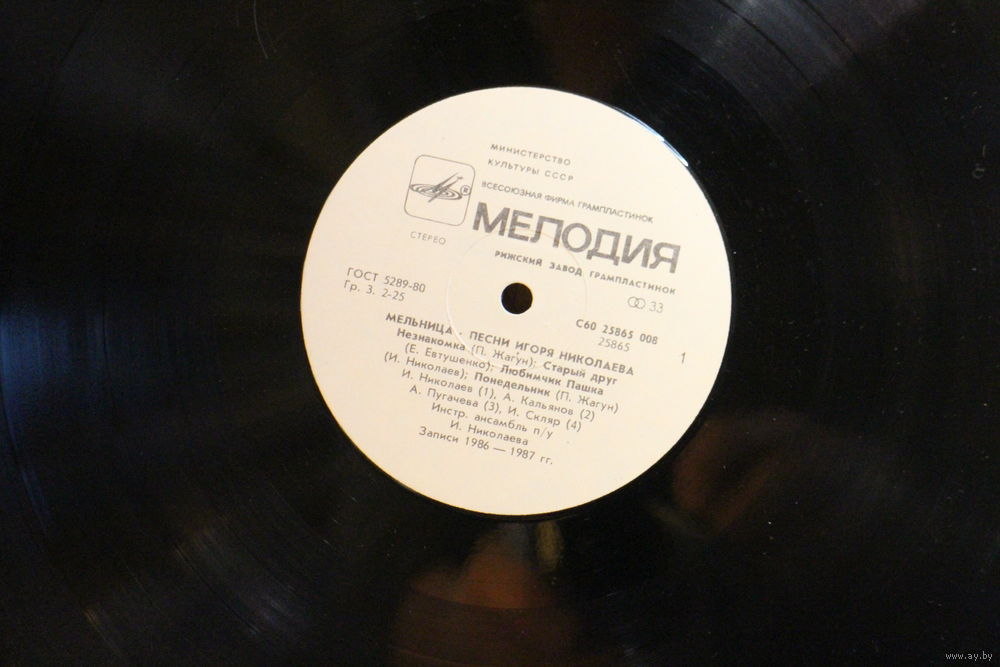 МИНИСТЕРСТВО
КУЛЬТУРЫ СССР
ВСЕСОЮЗНАЯ ФИРМА ГРАМПЛАСТИНОК
®
МЕЛОДИЯ
СТЕРЕО
РИЖСКИЙ ЗАВОД ГРАМПЛАСТИНОК
ГОСТ 5289-80
Гр. 3. 2-25
33
С60 25865 008
25865
1
МЕЛЬНИЦА. ПЕСНИ ИГОРЯ НИКОЛАЕВА
Незнакомка (П. Жагун); Старый друг
(Е. Евтушенко); Любимчик Пашка
(И. Николаев); Понедельник (П. Жагун)
И. Николаев (1), А. Кальянов (2)
А. Пугачева (3), И. Скляр (4)
Инстр. ансамбль п/у
И. Николаева
Записи 1986 — 1987 гг.
www.ay.by